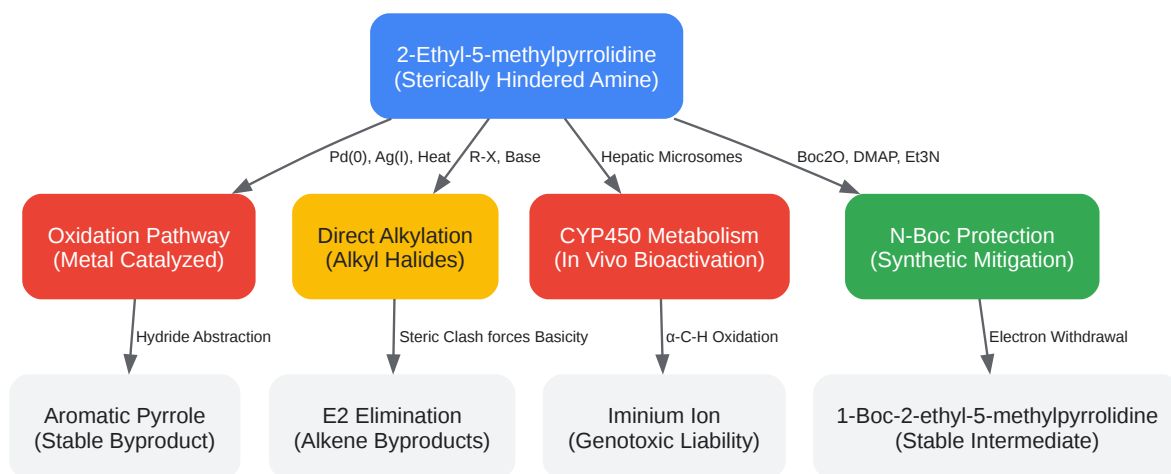 2-Ethyl-5-methylpyrrolidine
(Sterically Hindered Amine)
Pd(0), Ag(I), Heat
R-X, Base
Hepatic Microsomes
Boc2O, DMAP, Et3N
Oxidation Pathway
(Metal Catalyzed)
Direct Alkylation
(Alkyl Halides)
CYP450 Metabolism
(In Vivo Bioactivation)
N-Boc Protection
(Synthetic Mitigation)
Hydride Abstraction
Steric Clash forces Basicity
α-C-H Oxidation
Electron Withdrawal
Aromatic Pyrrole
(Stable Byproduct)
E2 Elimination
(Alkene Byproducts)
Iminium Ion
(Genotoxic Liability)
1-Boc-2-ethyl-5-methylpyrrolidine
(Stable Intermediate)